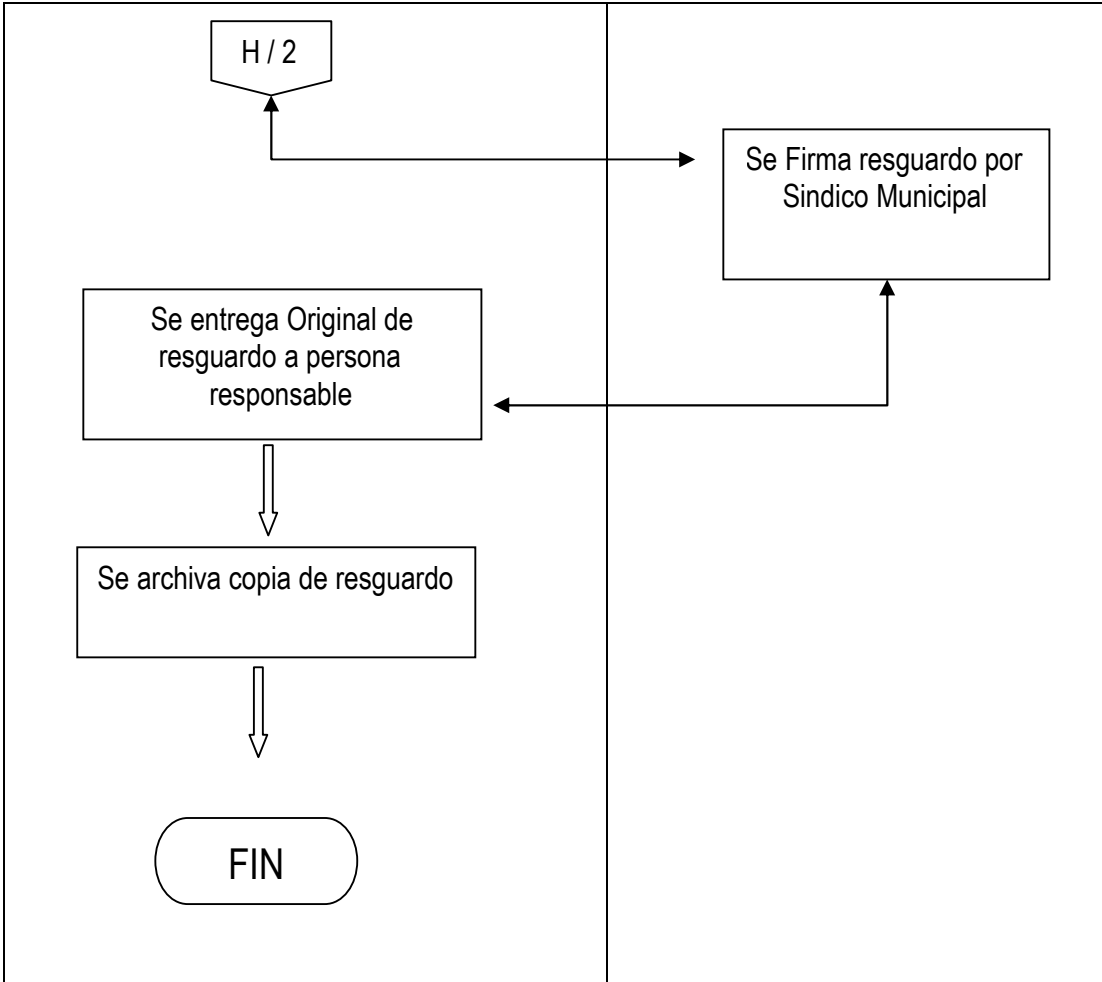 H / 2
Se Firma resguardo por
Sindico Municipal
Se entrega Original de
resguardo a persona
responsable
Se archiva copia de resguardo
FIN